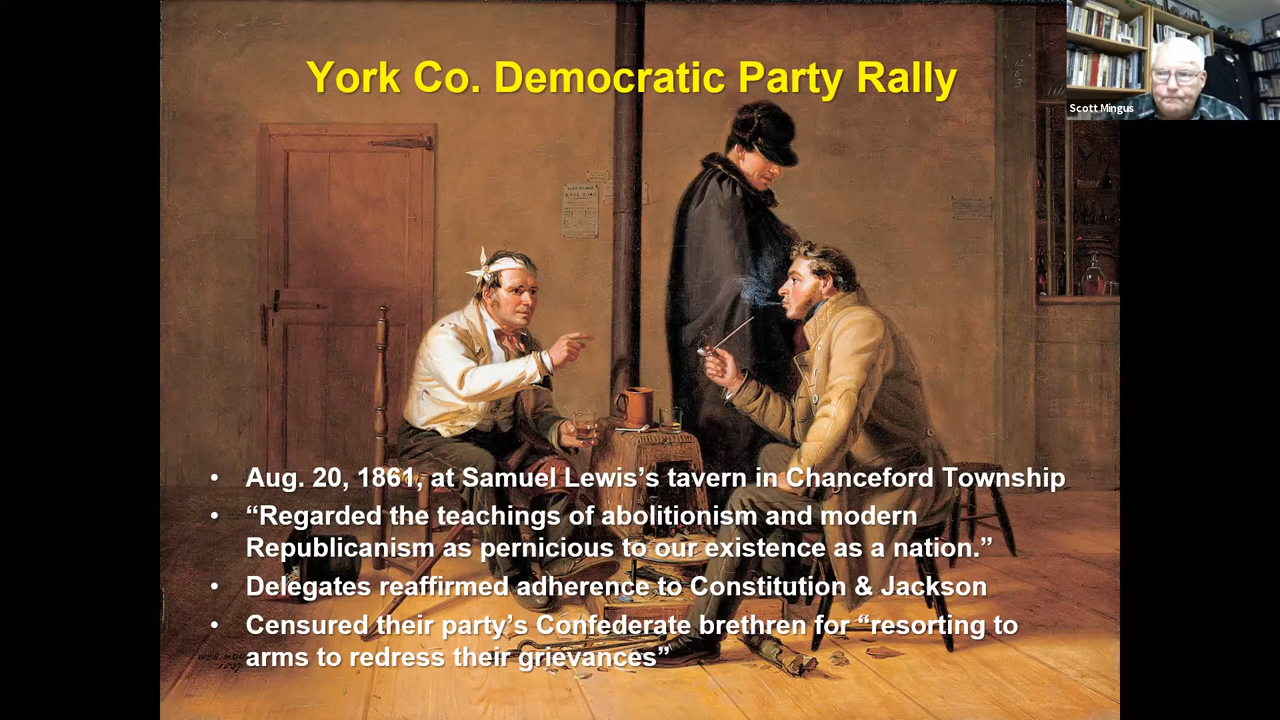 York Co. Democratic Party Rally
Scott Mingus
• Aug. 20, 1861, at Samuel Lewis’s tavern in Chanceford Township
• “Regarded the teachings of abolitionism and modern
Republicanism as pernicious to our existence as a nation.”
• Delegates reaffirmed adherence to Constitution & Jackson
• Censured their party’s Confederate brethren for “resorting to
arms to redress their grievances”